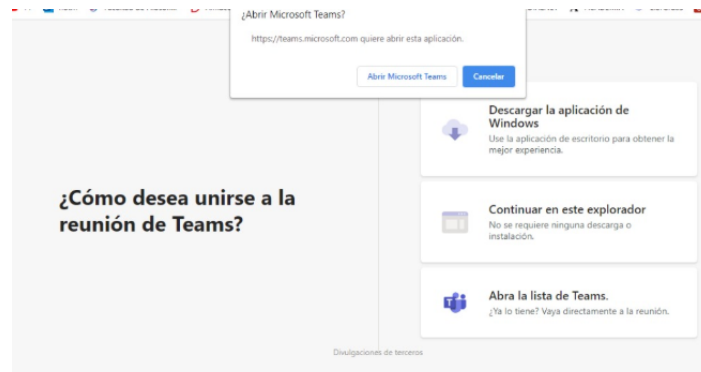 ¿Abrir Microsoft Teams?
https://teams.microsoft.com quiere abrir esta aplicación.
Abrir Microsoft Teams
Cancelar
¿Cómo desea unirse a la
reunión de Teams?
Descargar la aplicación de
Windows
Use la aplicación de escritorio para obtener la
mejor experiencia.
Continuar en este explorador
No se requiere ninguna descarga o
instalación.
Abra la lista de Teams.
¿Ya lo tiene? Vaya directamente a la reunión.
Divulgaciones de terceros